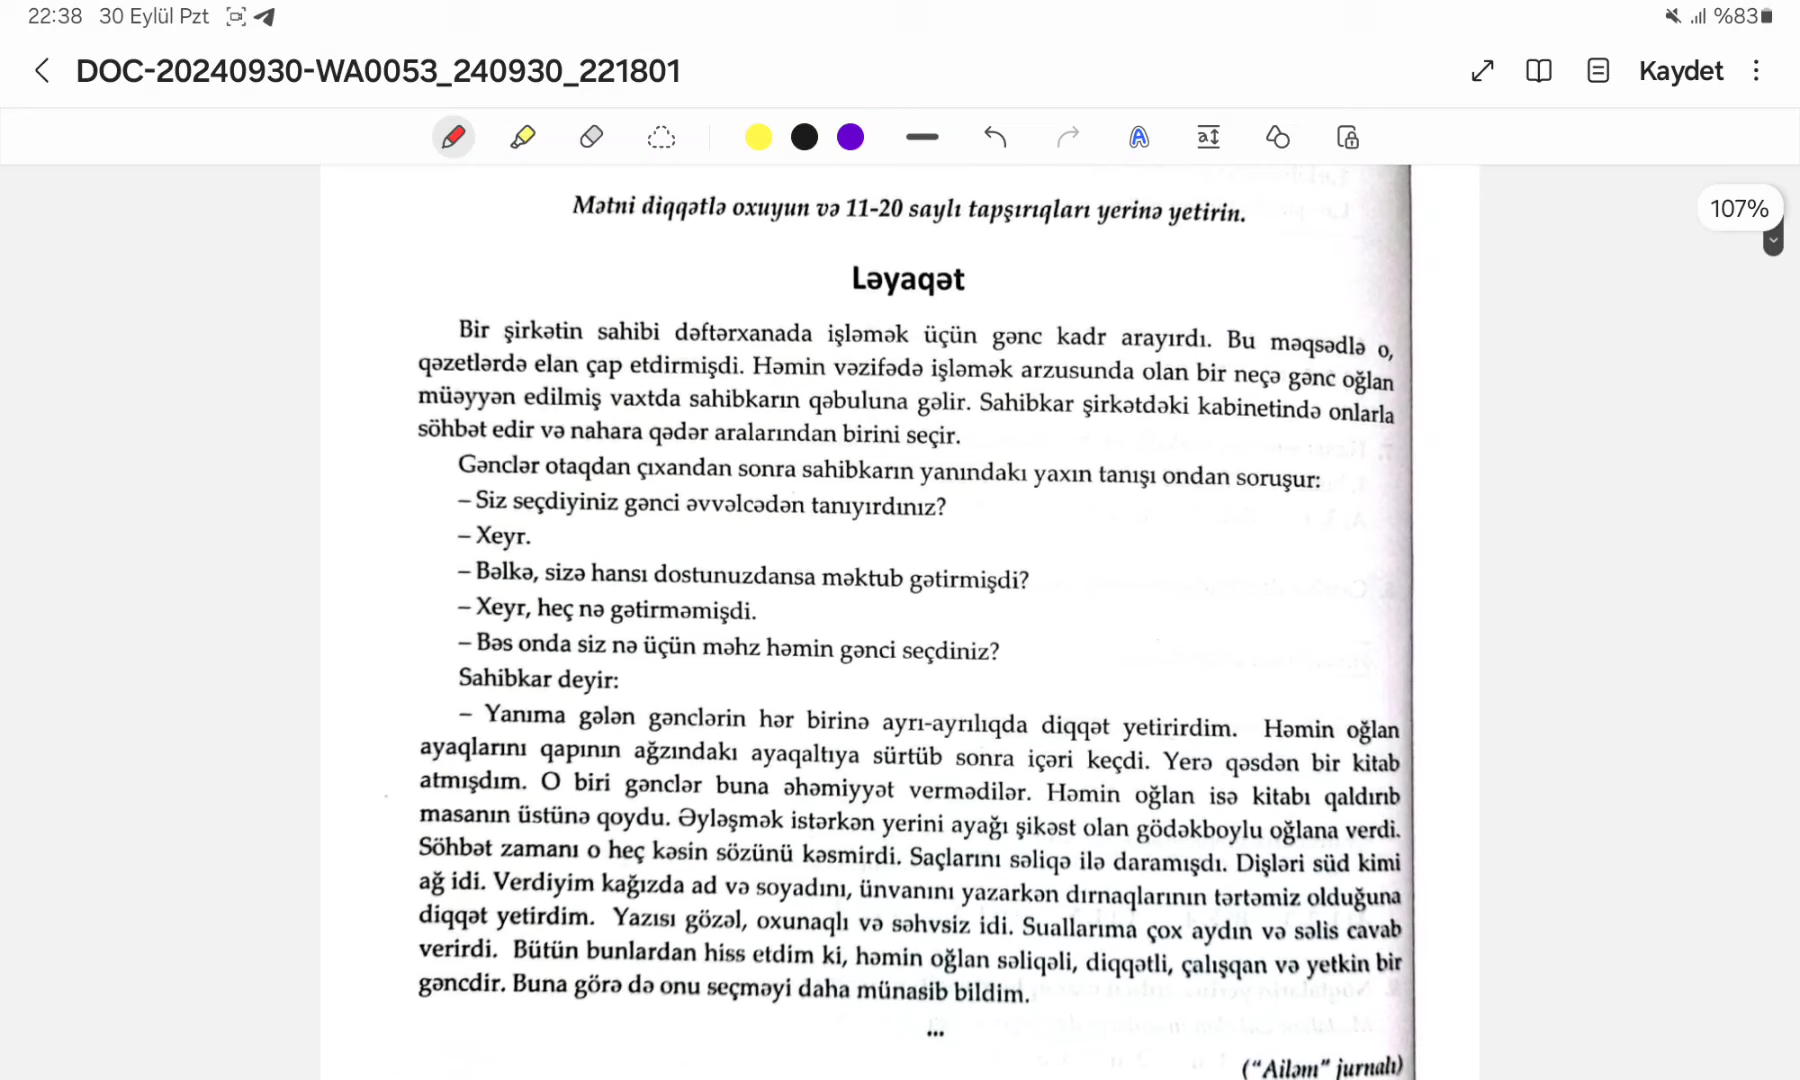 22:38 30 Eylül Pzt %83
DOC-20240930-WA0053_240930_221801 Kaydet
107%
Mətni diqqətlə oxuyun və 11-20 saylı tapşırıqları yerinə yetirin.
Ləyaqət
Bir şirkətin sahibi dəftərxanada işləmək üçün gənc kadr arayırdı. Bu məqsədlə o,
qəzetlərdə elan çap etdirmişdi. Həmin vəzifədə işləmək arzusunda olan bir neçə gənc oğlan
müəyyən edilmiş vaxtda sahibkarın qəbuluna gəlir. Sahibkar şirkətdəki kabinetində onlarla
söhbət edir və nahara qədər aralarından birini seçir.
Gənclər otaqdan çıxandan sonra sahibkarın yanındakı yaxın tanışı ondan soruşur:
– Siz seçdiyiniz gənci əvvəlcədən tanıyırdınız?
– Xeyr.
– Bəlkə, sizə hansı dostunuzdansa məktub gətirmişdi?
– Xeyr, heç nə gətirməmişdi.
– Bəs onda siz nə üçün məhz həmin gənci seçdiniz?
Sahibkar deyir:
– Yanıma gələn gənclərin hər birinə ayrı-ayrılıqda diqqət yetirirdim. Həmin oğlan
ayaqlarını qapının ağzındakı ayaqaltıya sürtüb sonra içəri keçdi. Yerə qəsdən bir kitab
atmışdım. O biri gənclər buna əhəmiyyət vermədilər. Həmin oğlan isə kitabı qaldırıb
masanın üstünə qoydu. Əyləşmək istərkən yerini ayağı şikəst olan gödəkboylu oğlana verdi.
Söhbət zamanı o heç kəsin sözünü kəsmirdi. Saçlarını səliqə ilə daramışdı. Dişləri süd kimi
ağ idi. Verdiyim kağızda ad və soyadını, ünvanını yazarkən dırnaqlarının tərtəmiz olduğuna
diqqət yetirdim. Yazısı gözəl, oxunaqlı və səhvsiz idi. Suallarıma çox aydın və səlis cavab
verirdi. Bütün bunlardan hiss etdim ki, həmin oğlan səliqəli, diqqətli, çalışqan və yetkin bir
gəncdir. Buna görə də onu seçməyi daha münasib bildim.
...
("Ailəm" jurnalı)